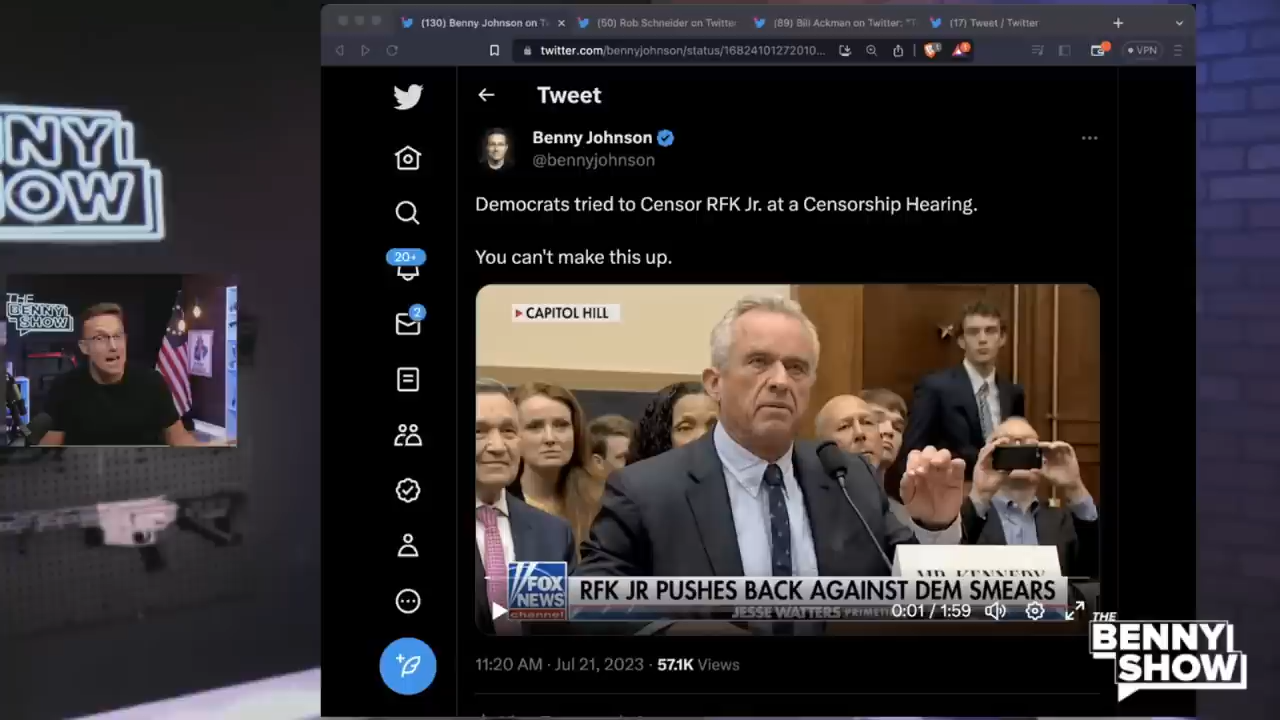 (130) Benny Johnson on T
(50) Rob Schneider on Twitter
(89) Bill Ackman on Twitter: "T
(17) Tweet / Twitter
twitter.com/bennyjohnson/status/16824101272010...
VPN
Tweet
Benny Johnson
@bennyjohnson
Democrats tried to Censor RFK Jr. at a Censorship Hearing.
You can't make this up.
20+
2
CAPITOL HILL
MR. KENNEDY
FOX
NEWS
channel
RFK JR PUSHES BACK AGAINST DEM SMEARS
JESSE WATTERS PRIMETI
0:01 / 1:59
11:20 AM · Jul 21, 2023 · 57.1K Views
NNY
OW
THE
BENNY
SHOW
THE
BENNY
SHOW